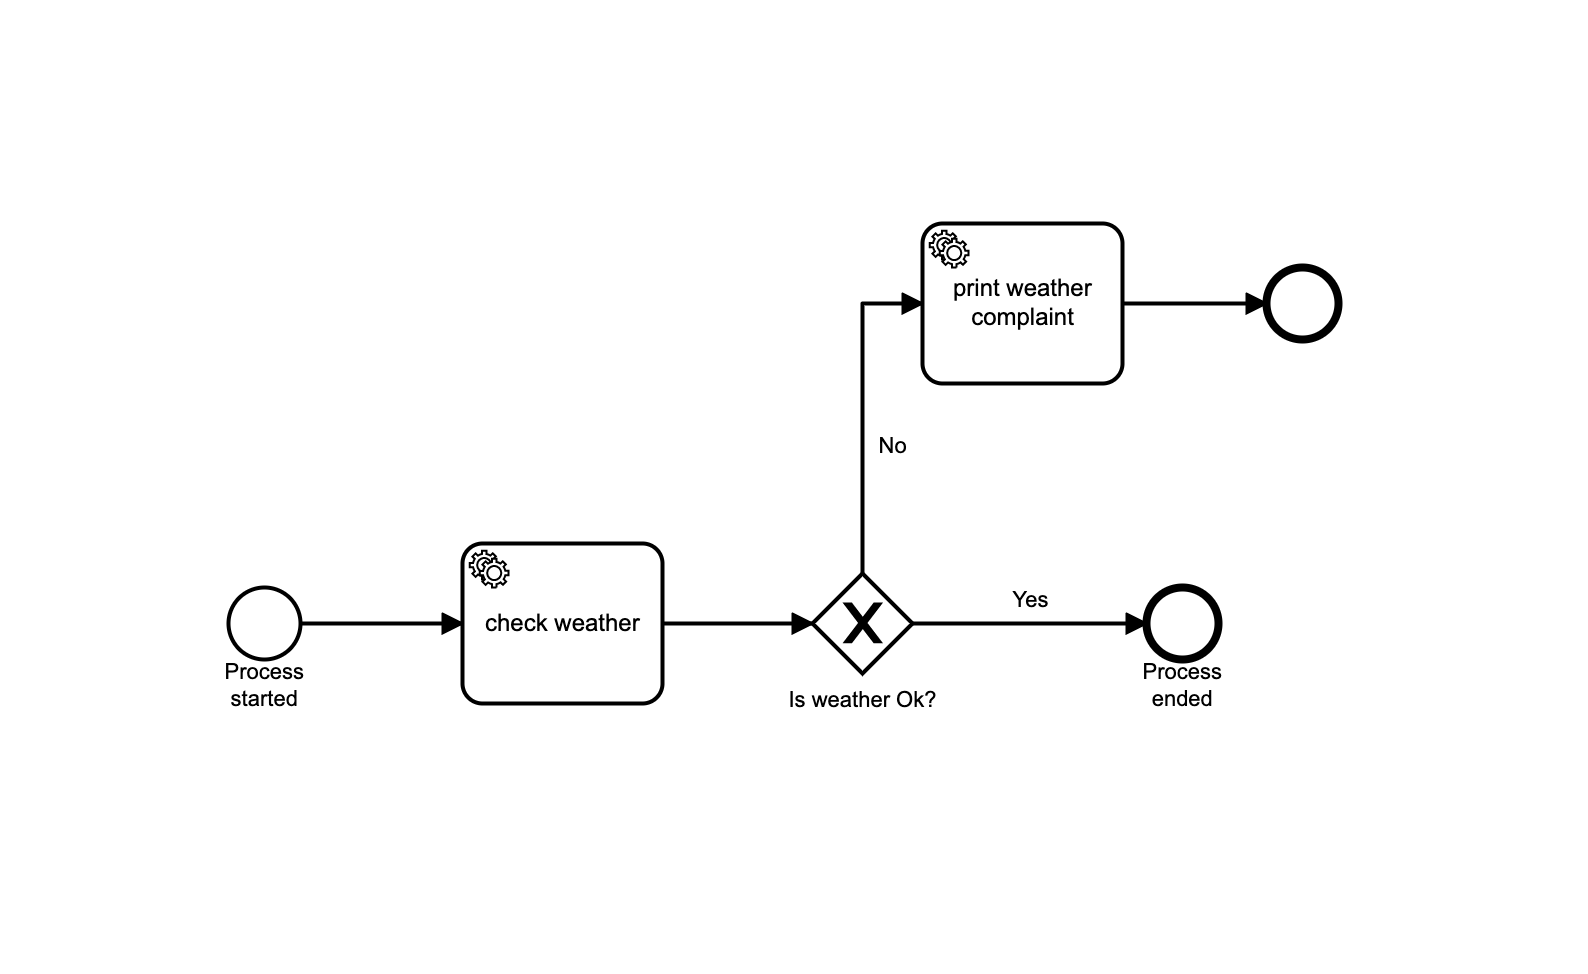 print weather
complaint
No
check weather
Yes
Process
started
Is weather Ok?
Process
ended